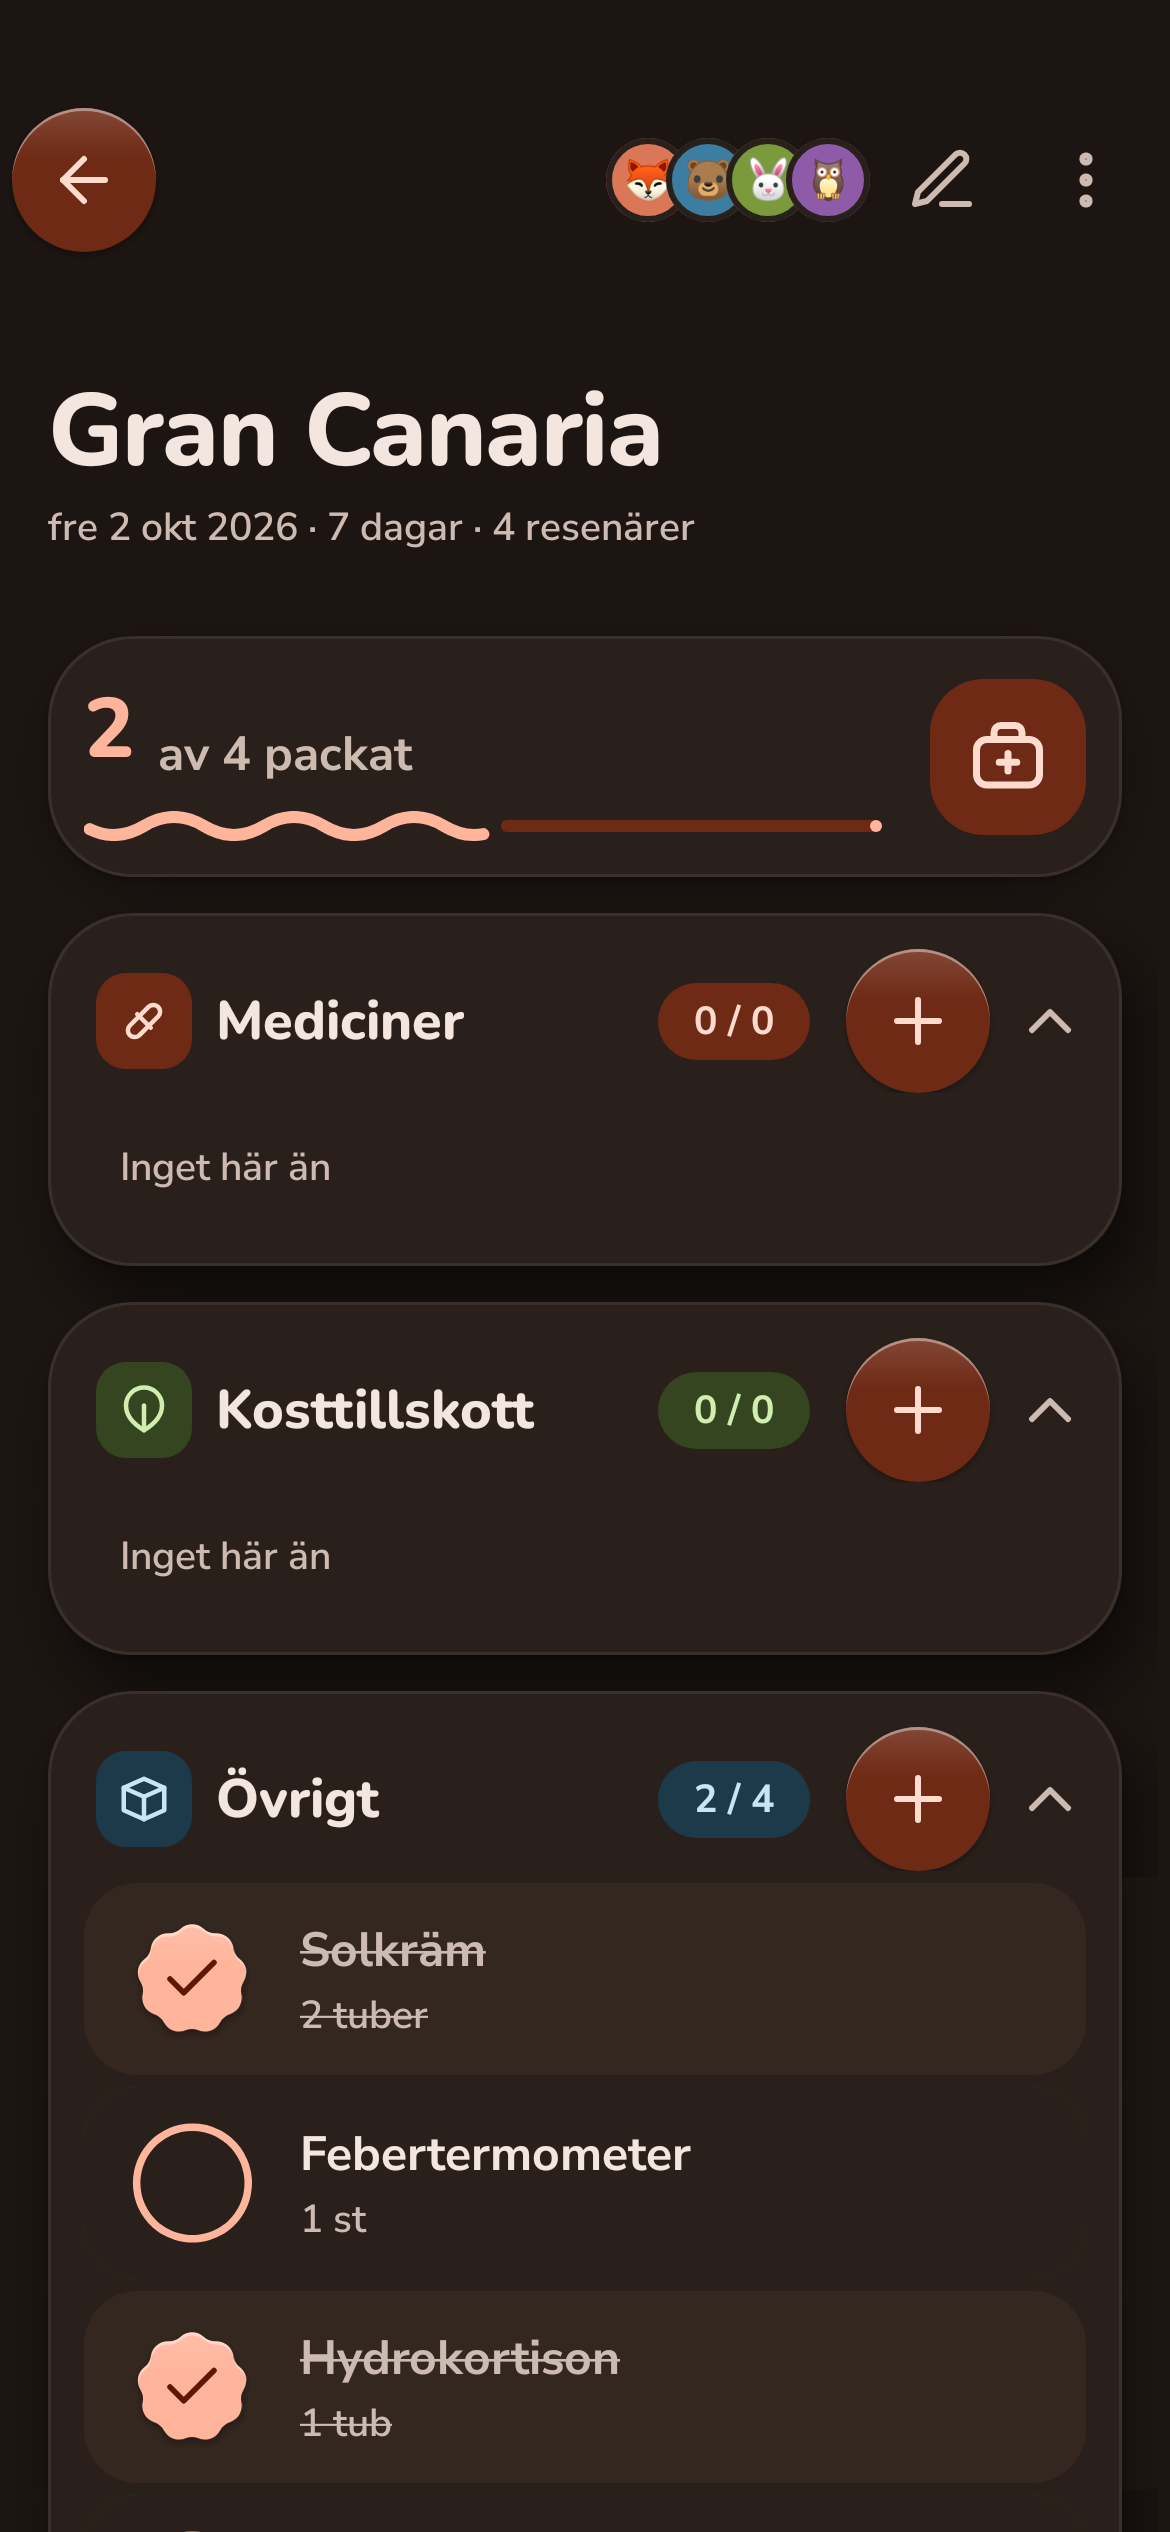 Gran Canaria
fre 2 okt 2026 · 7 dagar · 4 resenärer
2 av 4 packat
Mediciner 0 / 0
Inget här än
Kosttillskott 0 / 0
Inget här än
Övrigt 2 / 4
Solkräm
2 tuber
Febertermometer
1 st
Hydrokortison
1 tub